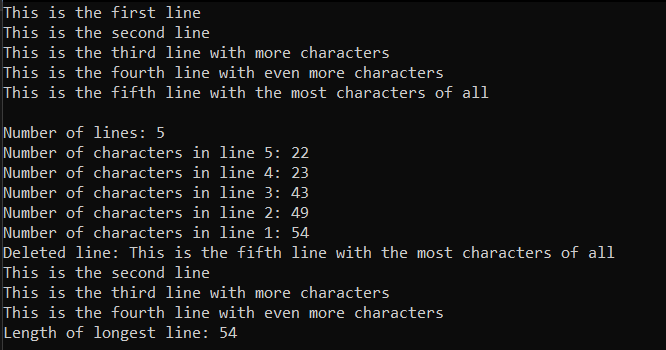 This is the first line
This is the second line
This is the third line with more characters
This is the fourth line with even more characters
This is the fifth line with the most characters of all

Number of lines: 5
Number of characters in line 5: 22
Number of characters in line 4: 23
Number of characters in line 3: 43
Number of characters in line 2: 49
Number of characters in line 1: 54
Deleted line: This is the fifth line with the most characters of all
This is the second line
This is the third line with more characters
This is the fourth line with even more characters
Length of longest line: 54